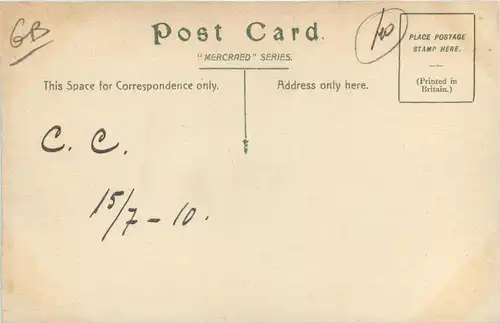 GB
Post Card.
"MERCRAED" SERIES.
This Space for Correspondence only.
Address only here.
PLACE POSTAGE
STAMP HERE.
(Printed in
Britain.)
C. C.
15/7-10.